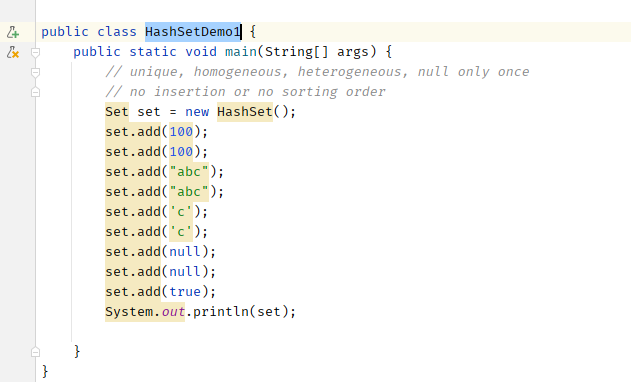 public class HashSetDemo1 {
    public static void main(String[] args) {
        // unique, homogeneous, heterogeneous, null only once
        // no insertion or no sorting order
        Set set = new HashSet();
        set.add(100);
        set.add(100);
        set.add("abc");
        set.add("abc");
        set.add('c');
        set.add('c');
        set.add(null);
        set.add(null);
        set.add(true);
        System.out.println(set);
    }
}